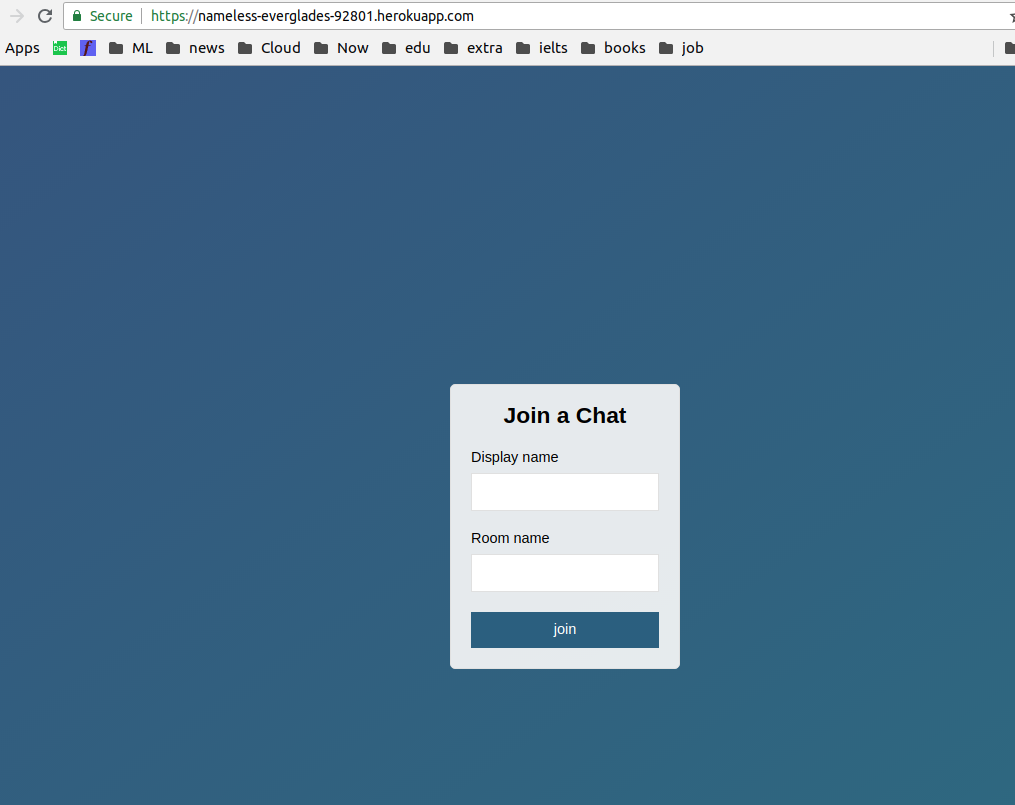 Secure https://nameless-everglades-92801.herokuapp.com
Apps Dict f ML news Cloud Now edu extra ielts books job
Join a Chat
Display name
Room name
join